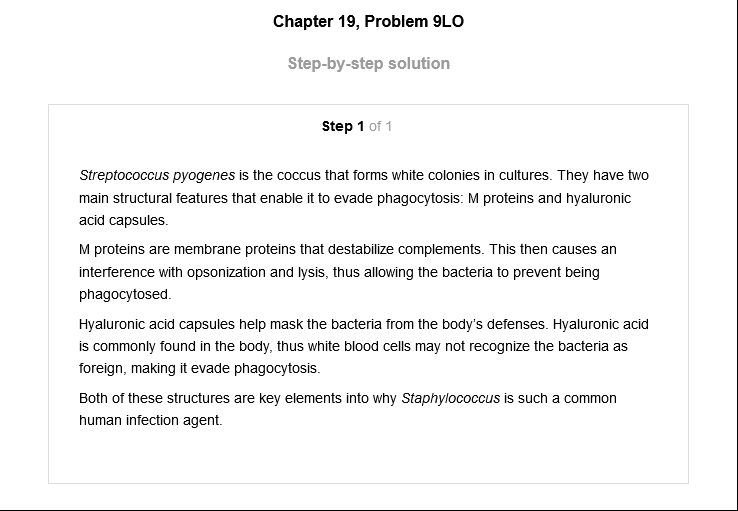 Chapter 19, Problem 9LO
Step-by-step solution
Step 1 of 1
Streptococcus pyogenes is the coccus that forms white colonies in cultures. They have two
main structural features that enable it to evade phagocytosis: M proteins and hyaluronic
acid capsules.
M proteins are membrane proteins that destabilize complements. This then causes an
interference with opsonization and lysis, thus allowing the bacteria to prevent being
phagocytosed.
Hyaluronic acid capsules help mask the bacteria from the body's defenses. Hyaluronic acid
is commonly found in the body, thus white blood cells may not recognize the bacteria as
foreign, making it evade phagocytosis.
Both of these structures are key elements into why Staphylococcus is such a common
human infection agent.